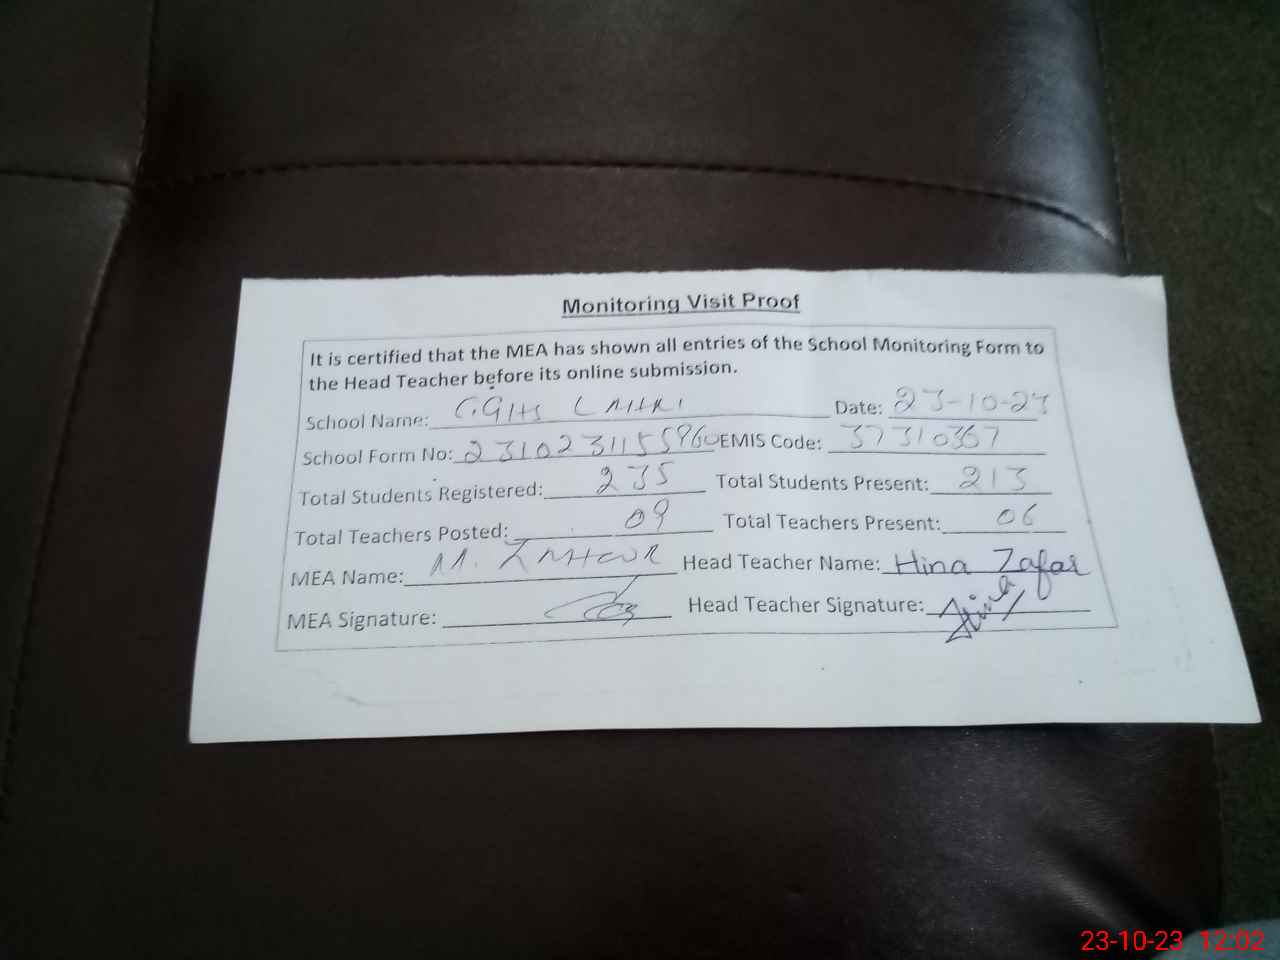 Monitoring Visit Proof
It is certified that the MEA has shown all entries of the School Monitoring Form to
the Head Teacher before its online submission.
School Name: GGHS Date: 23-10-23
School Form No: EMIS Code: 37310367
Total Students Registered: 235 Total Students Present: 213
Total Teachers Posted: 09 Total Teachers Present: 06
MEA Name: M. Head Teacher Name: Hina Zafar
MEA Signature: Head Teacher Signature: Hina
23-10-23 12:02